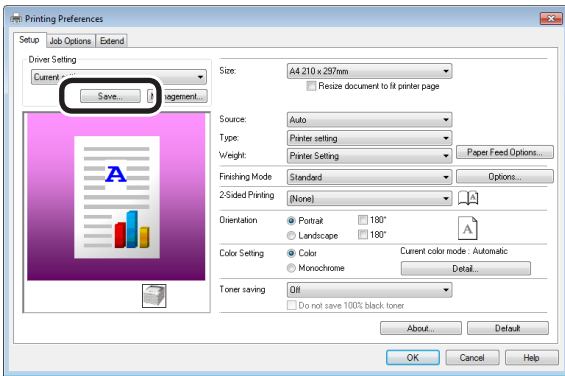 Printing Preferences
Setup Job Options Extend
Driver Setting
Current
Save... Management...
Size: A4 210 x 297mm
Resize document to fit printer page
Source: Auto
Type: Printer setting
Weight: Printer Setting Paper Feed Options...
Finishing Mode Standard Options...
2-Sided Printing (None)
Orientation Portrait 180°
Landscape 180°
Color Setting Color Current color mode : Automatic
Monochrome Detail...
Toner saving Off
Do not save 100% black toner
A
A
A
About... Default
OK Cancel Help